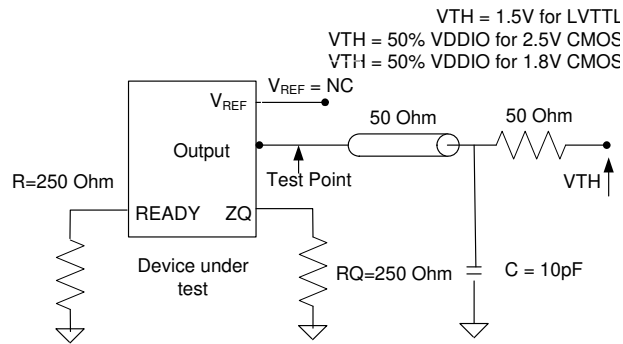 VTH = 1.5V for LVTTL
VTH = 50% VDDIO for 2.5V CMOS
VTH = 50% VDDIO for 1.8V CMOS
VREF = NC
VREF
50 Ohm
50 Ohm
Output
Test Point
VTH
R=250 Ohm
READY
ZQ
Device under
test
RQ=250 Ohm
C = 10pF